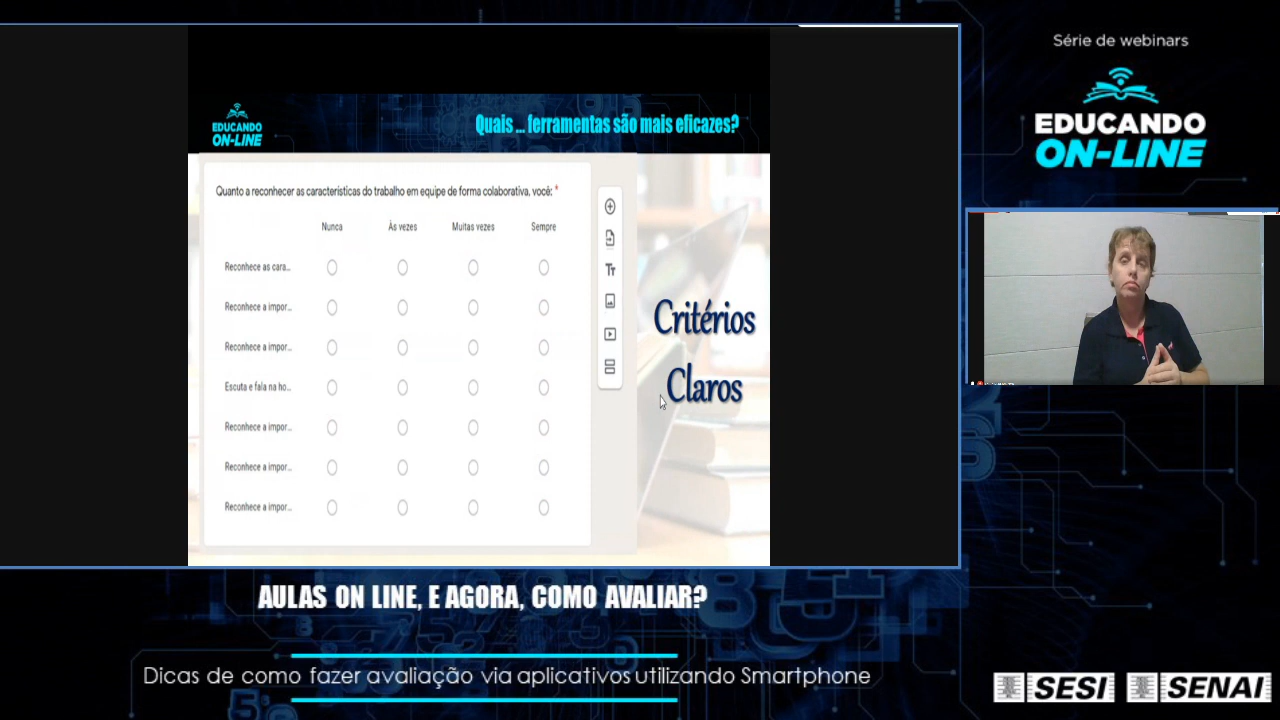 Série de webinars
EDUCANDO
ON-LINE
EDUCANDO
ON-LINE
Quais ... ferramentas são mais eficazes?
Quanto a reconhecer as características do trabalho em equipe de forma colaborativa, você: *
Nunca Às vezes Muitas vezes Sempre
Reconhece as cara...
Reconhece a impor...
Reconhece a impor...
Escuta e fala na ho...
Reconhece a impor...
Reconhece a impor...
Reconhece a impor...
Tт
Critérios
Claros
AULAS ON LINE, E AGORA, COMO AVALIAR?
Dicas de como fazer avaliação via aplicativos utilizando Smartphone
SESI SENAI